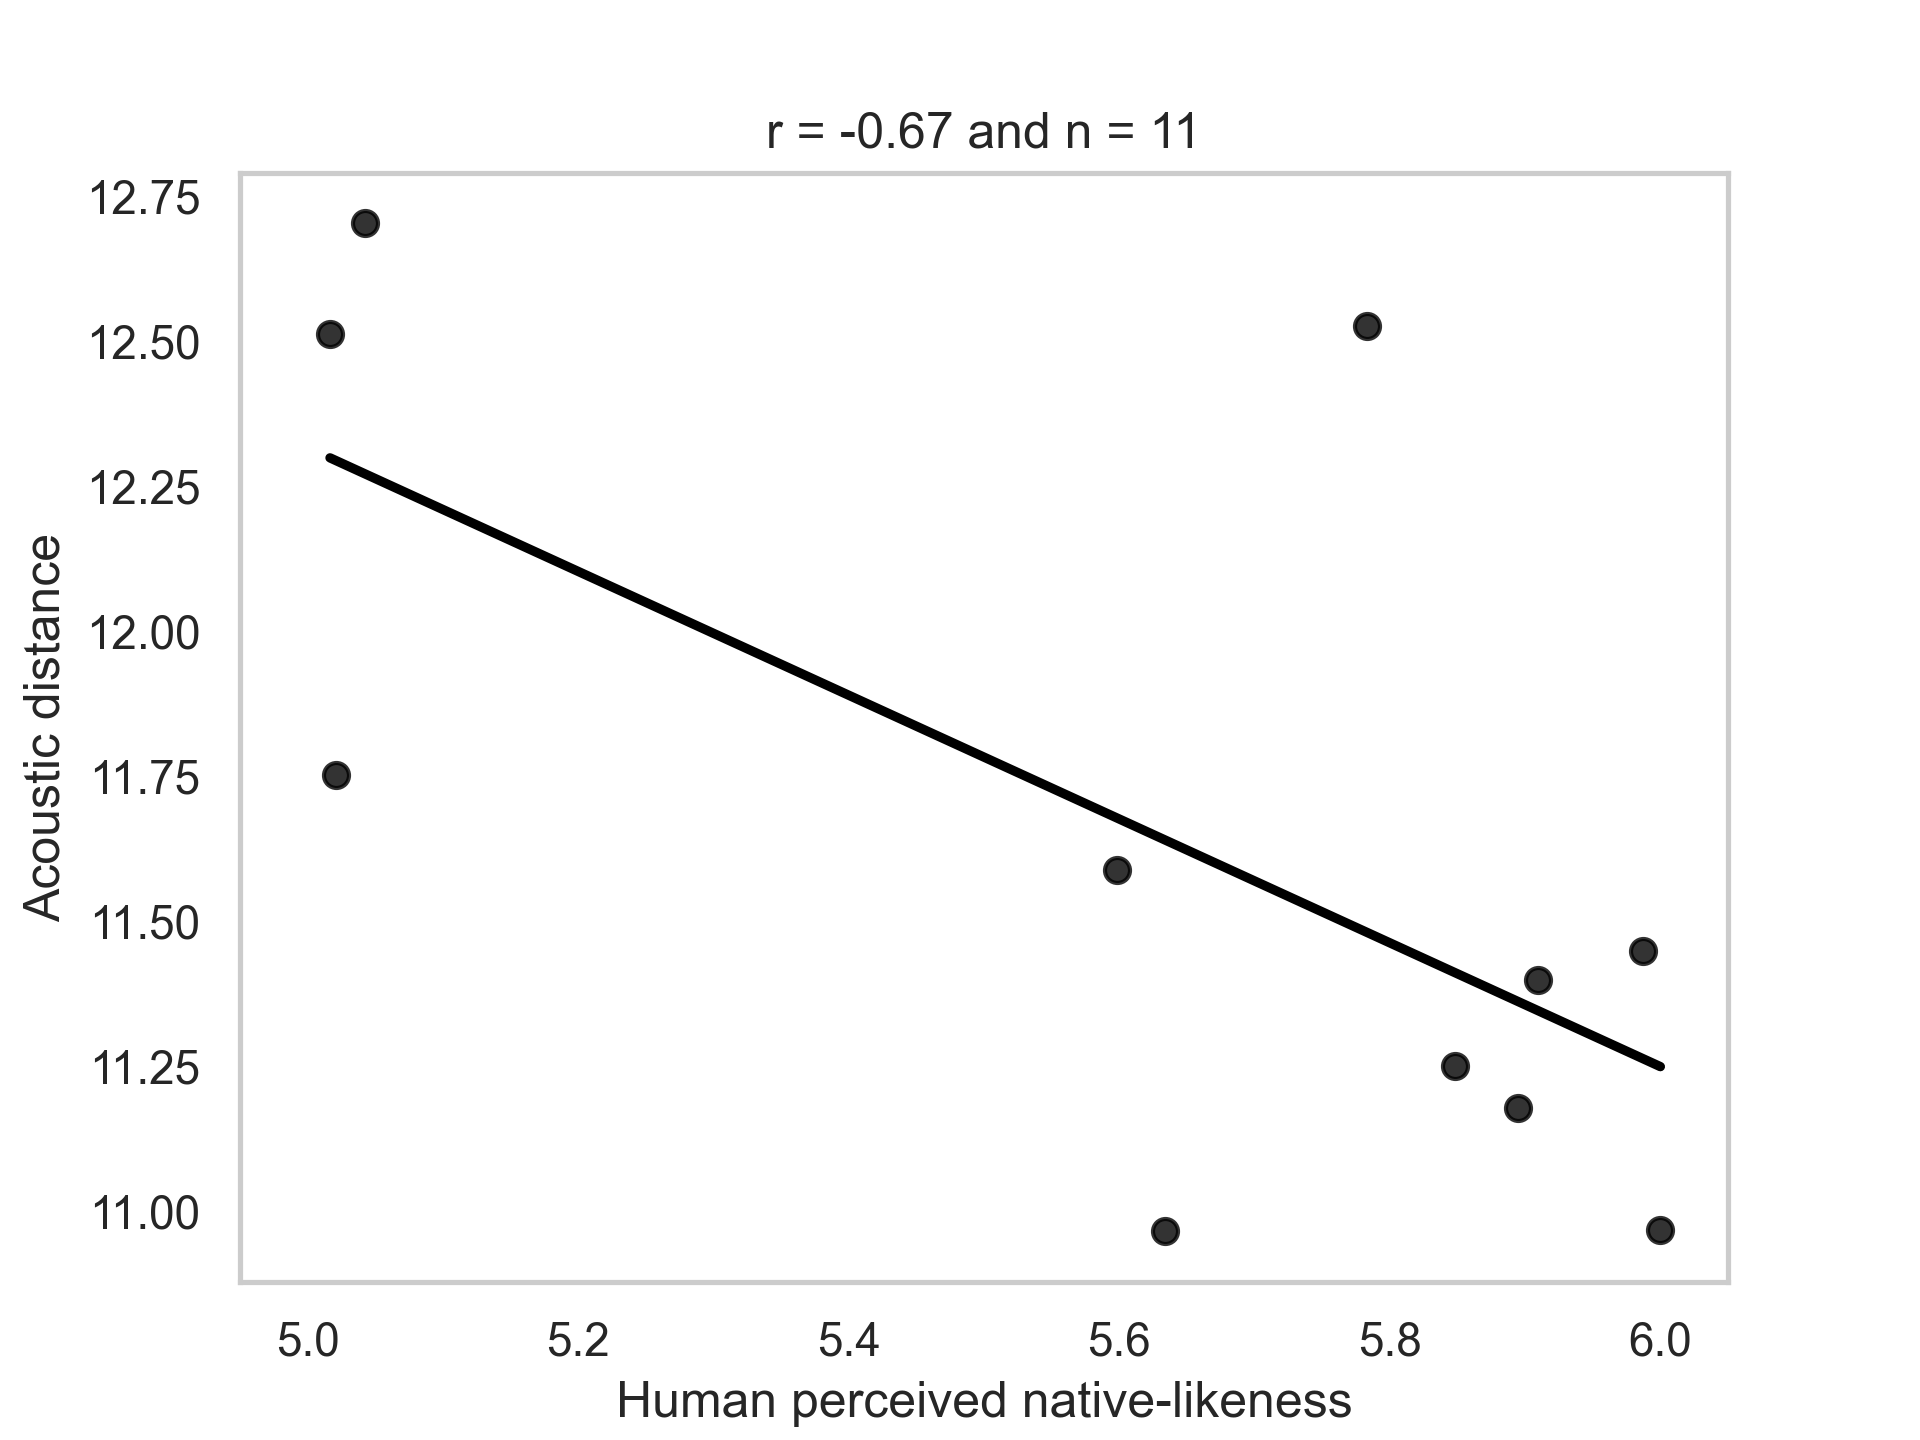 r = -0.67 and n = 11
12.75
12.50
12.25
12.00
11.75
11.50
11.25
11.00
Acoustic distance
5.0 5.2 5.4 5.6 5.8 6.0
Human perceived native-likeness